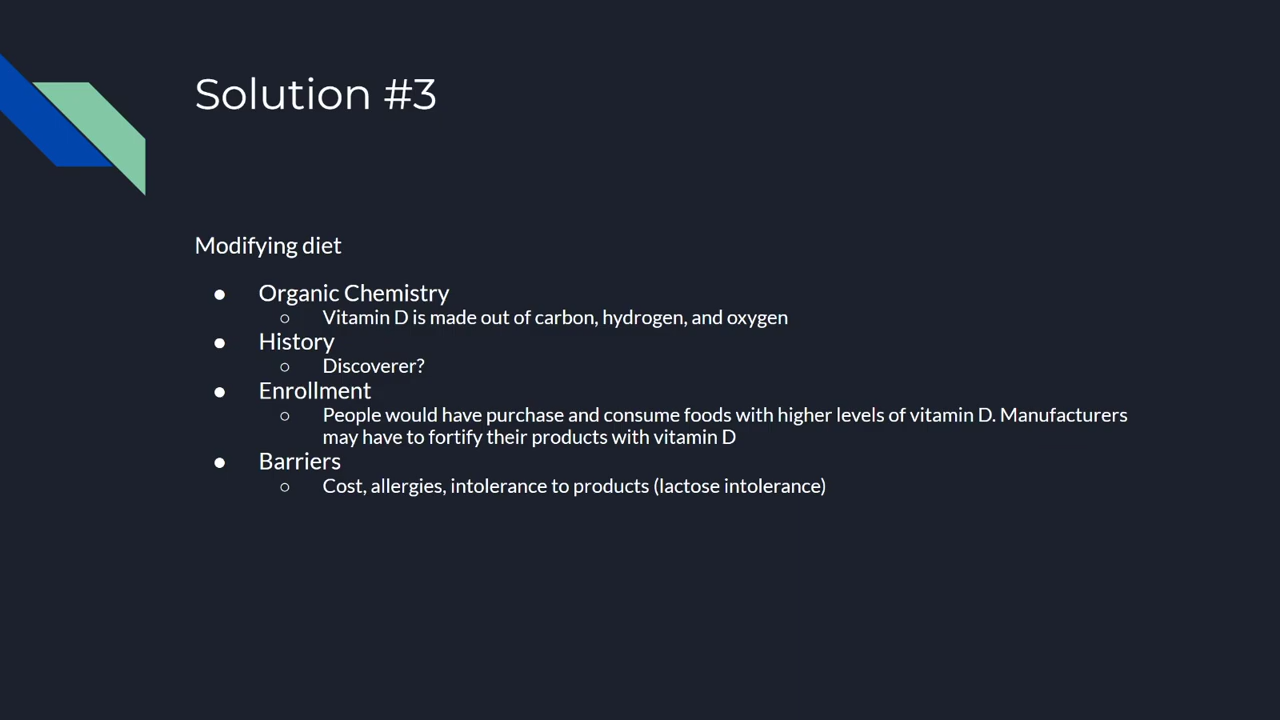 Solution #3
Modifying diet
● Organic Chemistry
○ Vitamin D is made out of carbon, hydrogen, and oxygen
● History
○ Discoverer?
● Enrollment
○ People would have purchase and consume foods with higher levels of vitamin D. Manufacturers
may have to fortify their products with vitamin D
● Barriers
○ Cost, allergies, intolerance to products (lactose intolerance)